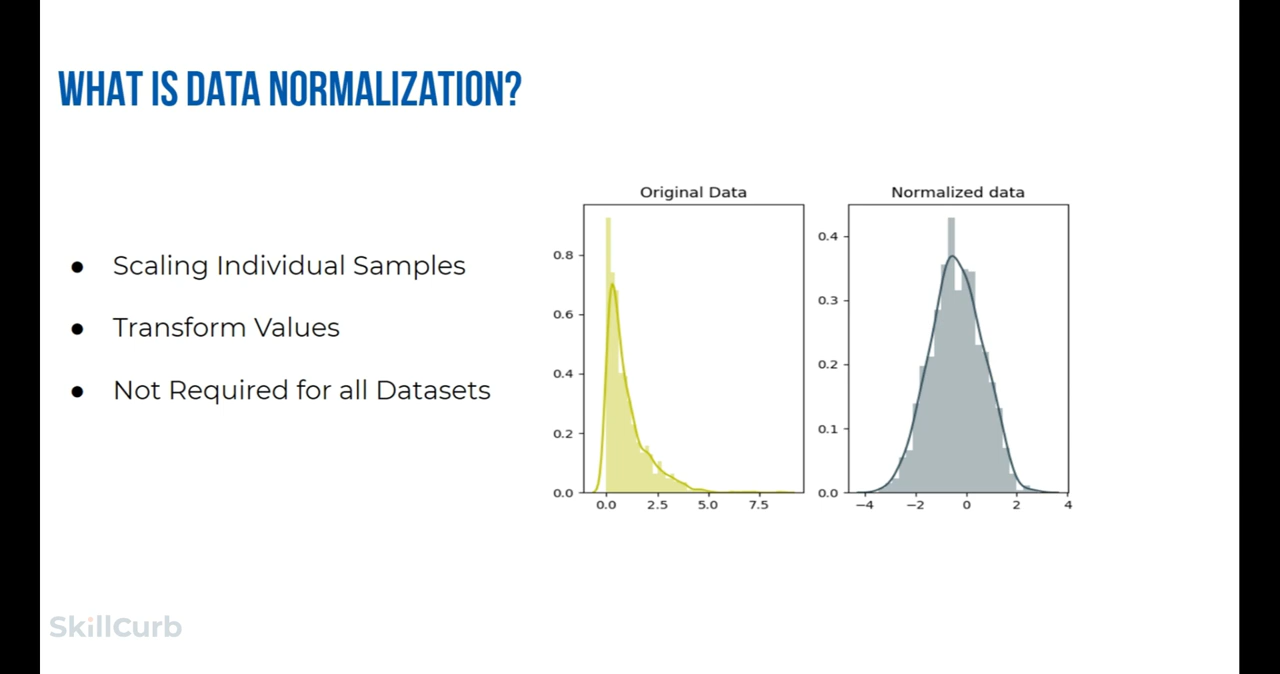 WHAT IS DATA NORMALIZATION?
● Scaling Individual Samples
● Transform Values
● Not Required for all Datasets
Original Data
0.8
0.6
0.4
0.2
0.0
0.0 2.5 5.0 7.5
Normalized data
0.4
0.3
0.2
0.1
0.0
−4 −2 0 2 4
SkillCurb